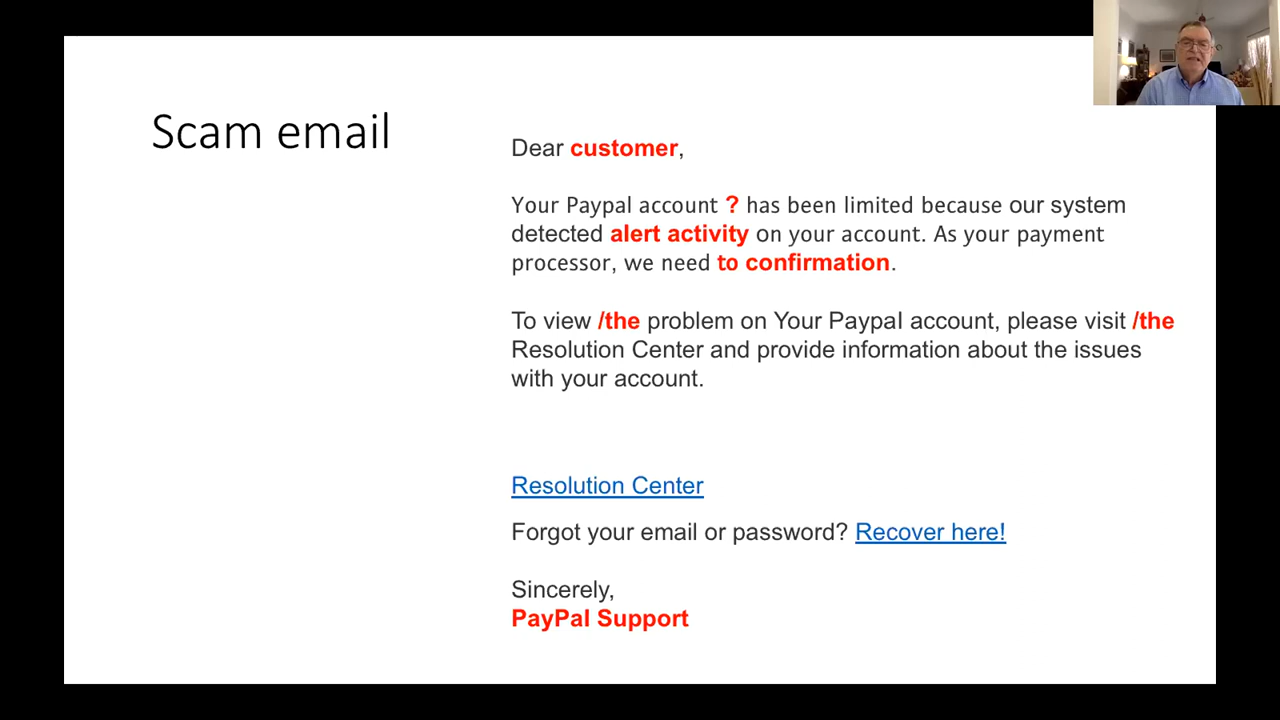 Scam email
Dear customer,
Your Paypal account ? has been limited because our system
detected alert activity on your account. As your payment
processor, we need to confirmation.
To view /the problem on Your Paypal account, please visit /the
Resolution Center and provide information about the issues
with your account.
Resolution Center
Forgot your email or password? Recover here!
Sincerely,
PayPal Support